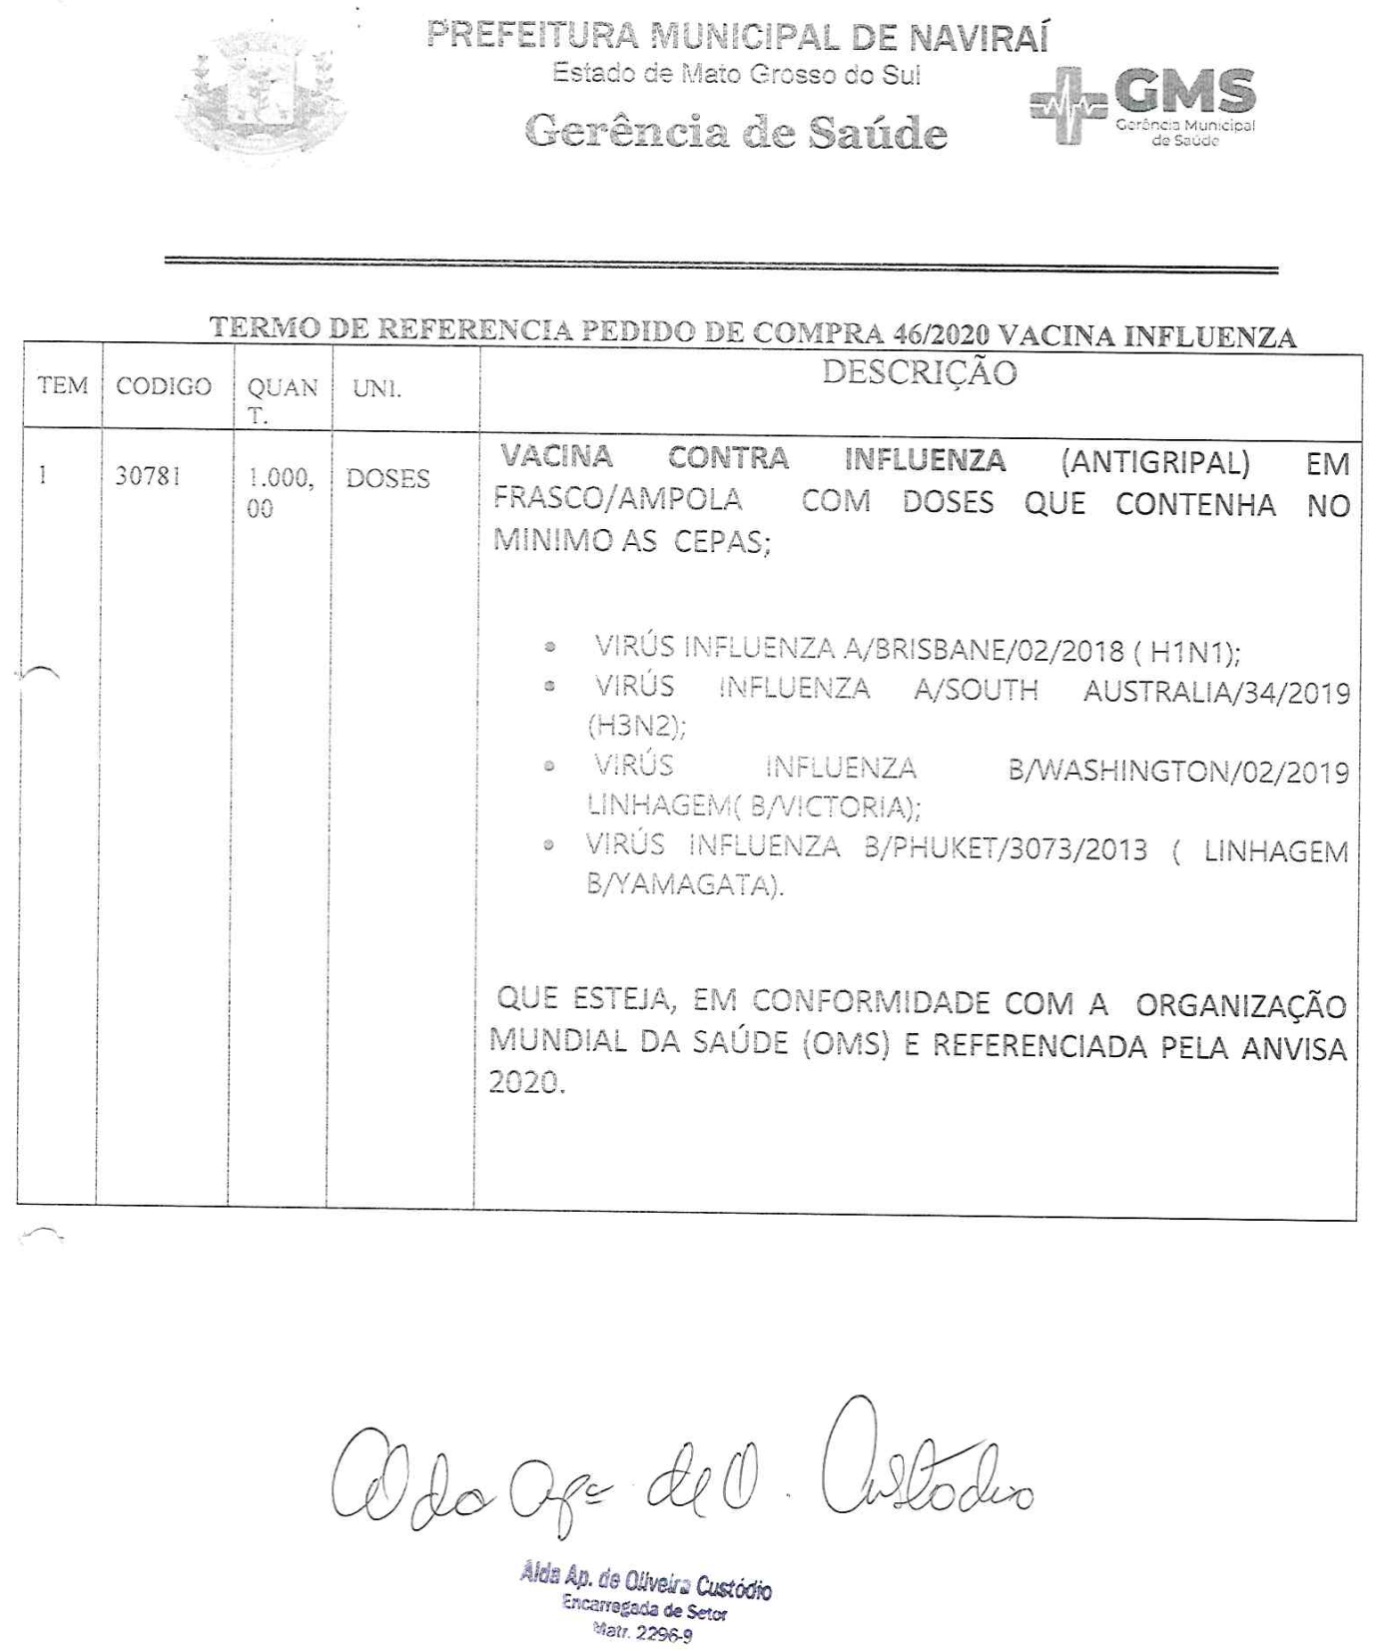 PREFEITURA MUNICIPAL DE NAVIRAÍ
Estado de Mato Grosso do Sul
Gerência de Saúde
GMS
Gerência Municipal
de Saúde
TERMO DE REFERENCIA PEDIDO DE COMPRA 46/2020 VACINA INFLUENZA
TEM CODIGO QUAN UNI. DESCRIÇÃO
T.
1 30781 1.000, DOSES VACINA CONTRA INFLUENZA (ANTIGRIPAL) EM
00 FRASCO/AMPOLA COM DOSES QUE CONTENHA NO
MINIMO AS CEPAS;
• VIRÚS INFLUENZA A/BRISBANE/02/2018 ( H1N1);
• VIRÚS INFLUENZA A/SOUTH AUSTRALIA/34/2019
(H3N2);
• VIRÚS INFLUENZA B/WASHINGTON/02/2019
LINHAGEM( B/VICTORIA);
• VIRÚS INFLUENZA B/PHUKET/3073/2013 ( LINHAGEM
B/YAMAGATA).
QUE ESTEJA, EM CONFORMIDADE COM A ORGANIZAÇÃO
MUNDIAL DA SAÚDE (OMS) E REFERENCIADA PELA ANVISA
2020.
Alda Apª de O. Custódio
Alda Ap. de Oliveira Custódio
Encarregada de Setor
Matr. 2296-9